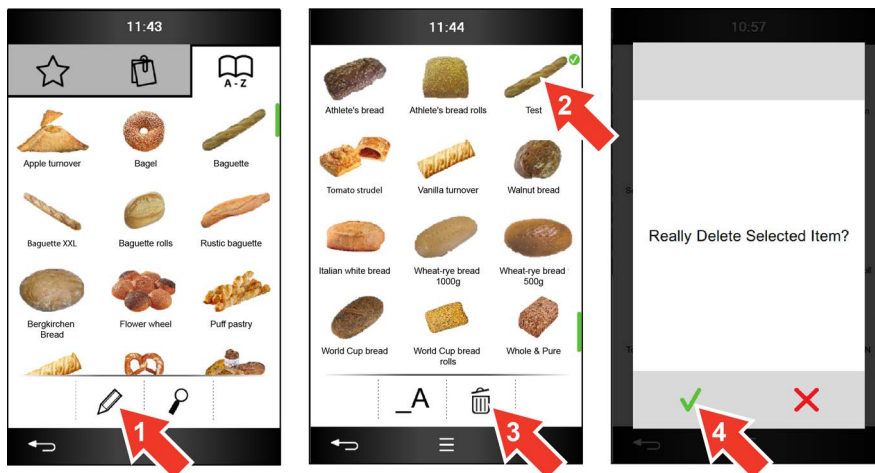 11:43
A - Z
Apple turnover
Bagel
Baguette
Baguette XXL
Baguette rolls
Rustic baguette
Bergkirchen
Bread
Flower wheel
Puff pastry
1
11:44
Athlete's bread
Athlete's bread rolls
Test
2
Tomato strudel
Vanilla turnover
Walnut bread
Italian white bread
Wheat-rye bread
1000g
Wheat-rye bread
500g
World Cup bread
World Cup bread
rolls
Whole & Pure
_A
3
10:57
Really Delete Selected Item?
4